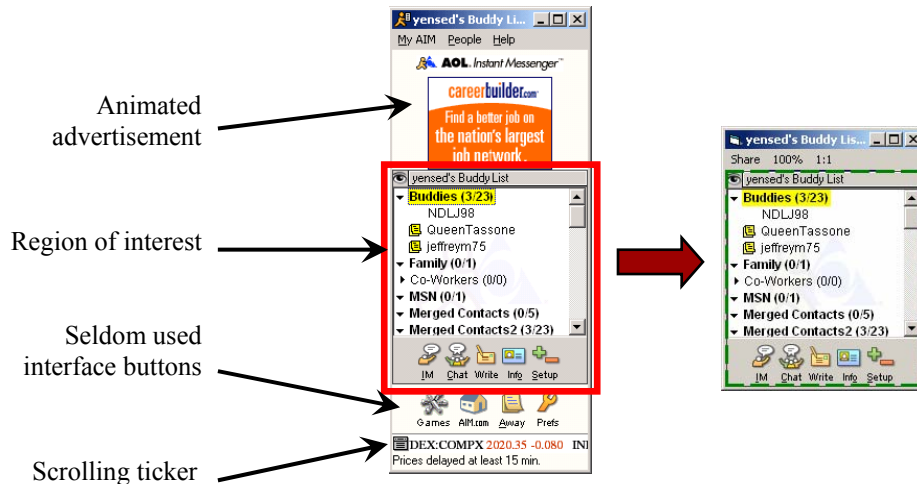 yensed's Buddy Li...
My AIM People Help
AOL. Instant Messenger™
careerbuilder.com
Find a better job on
the nation's largest
job network.
yensed's Buddy List
Buddies (3/23)
NDLJ98
QueenTassone
jeffreym75
Family (0/1)
Co-Workers (0/0)
MSN (0/1)
Merged Contacts (0/5)
Merged Contacts2 (3/23)
IM Chat Write Info Setup
Games AIM.com Away Prefs
DEX:COMPX 2020.35 -0.080 INI
Prices delayed at least 15 min.
Animated
advertisement
Region of interest
Seldom used
interface buttons
Scrolling ticker
yensed's Buddy Lis...
Share 100% 1:1
yensed's Buddy List
Buddies (3/23)
NDLJ98
QueenTassone
jeffreym75
Family (0/1)
Co-Workers (0/0)
MSN (0/1)
Merged Contacts (0/5)
Merged Contacts2 (3/23)
IM Chat Write Info Setup